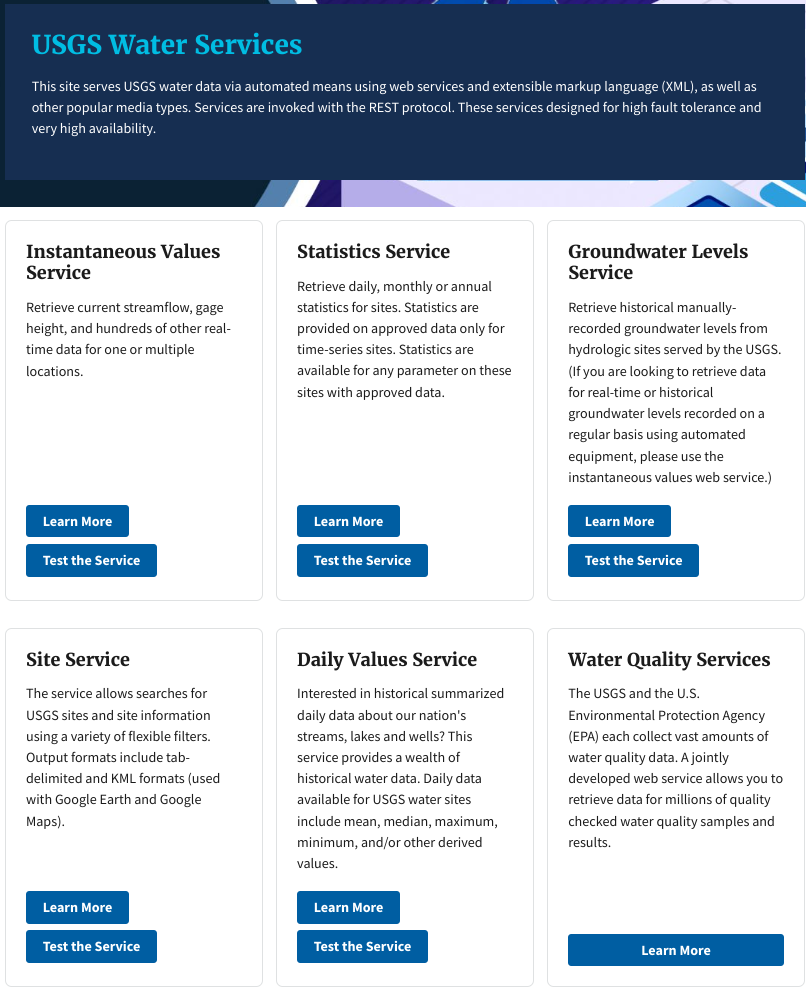 USGS Water Services
This site serves USGS water data via automated means using web services and extensible markup language (XML), as well as
other popular media types. Services are invoked with the REST protocol. These services designed for high fault tolerance and
very high availability.
Instantaneous Values
Service
Retrieve current streamflow, gage
height, and hundreds of other real-
time data for one or multiple
locations.
Learn More
Test the Service
Statistics Service
Retrieve daily, monthly or annual
statistics for sites. Statistics are
provided on approved data only for
time-series sites. Statistics are
available for any parameter on these
sites with approved data.
Learn More
Test the Service
Groundwater Levels
Service
Retrieve historical manually-
recorded groundwater levels from
hydrologic sites served by the USGS.
(If you are looking to retrieve data
for real-time or historical
groundwater levels recorded on a
regular basis using automated
equipment, please use the
instantaneous values web service.)
Learn More
Test the Service
Site Service
The service allows searches for
USGS sites and site information
using a variety of flexible filters.
Output formats include tab-
delimited and KML formats (used
with Google Earth and Google
Maps).
Learn More
Test the Service
Daily Values Service
Interested in historical summarized
daily data about our nation's
streams, lakes and wells? This
service provides a wealth of
historical water data. Daily data
available for USGS water sites
include mean, median, maximum,
minimum, and/or other derived
values.
Learn More
Test the Service
Water Quality Services
The USGS and the U.S.
Environmental Protection Agency
(EPA) each collect vast amounts of
water quality data. A jointly
developed web service allows you to
retrieve data for millions of quality
checked water quality samples and
results.
Learn More